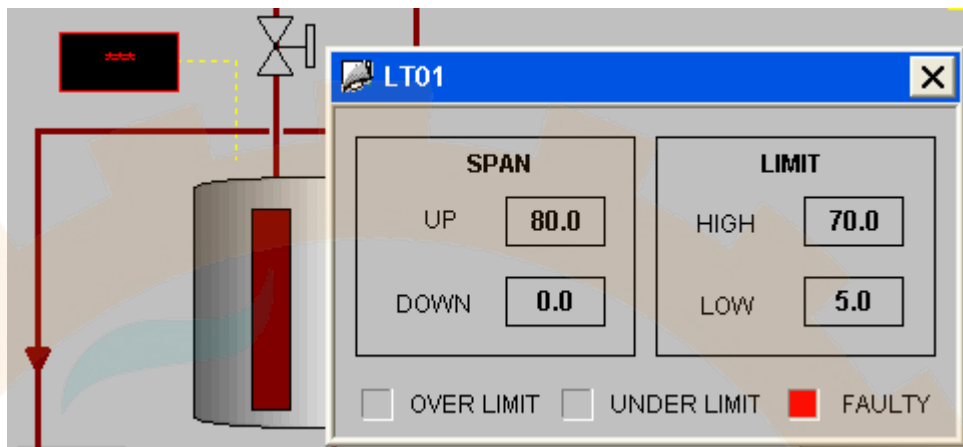 ***
LT01
SPAN
UP 80.0
DOWN 0.0
LIMIT
HIGH 70.0
LOW 5.0
OVER LIMIT UNDER LIMIT FAULTY